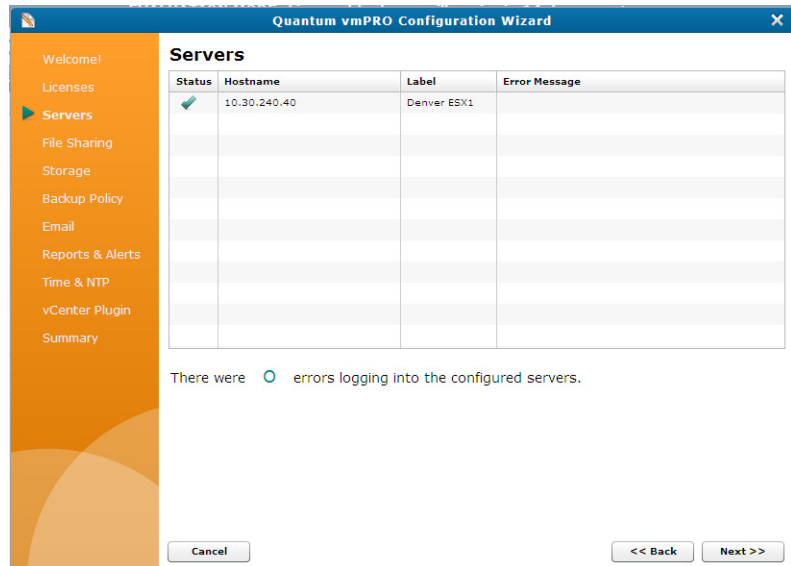 Quantum vmPRO Configuration Wizard
Welcome!
Licenses
Servers
File Sharing
Storage
Backup Policy
Email
Reports & Alerts
Time & NTP
vCenter Plugin
Summary
Servers
Status Hostname Label Error Message
10.30.240.40 Denver ESX1
There were 0 errors logging into the configured servers.
Cancel << Back Next >>